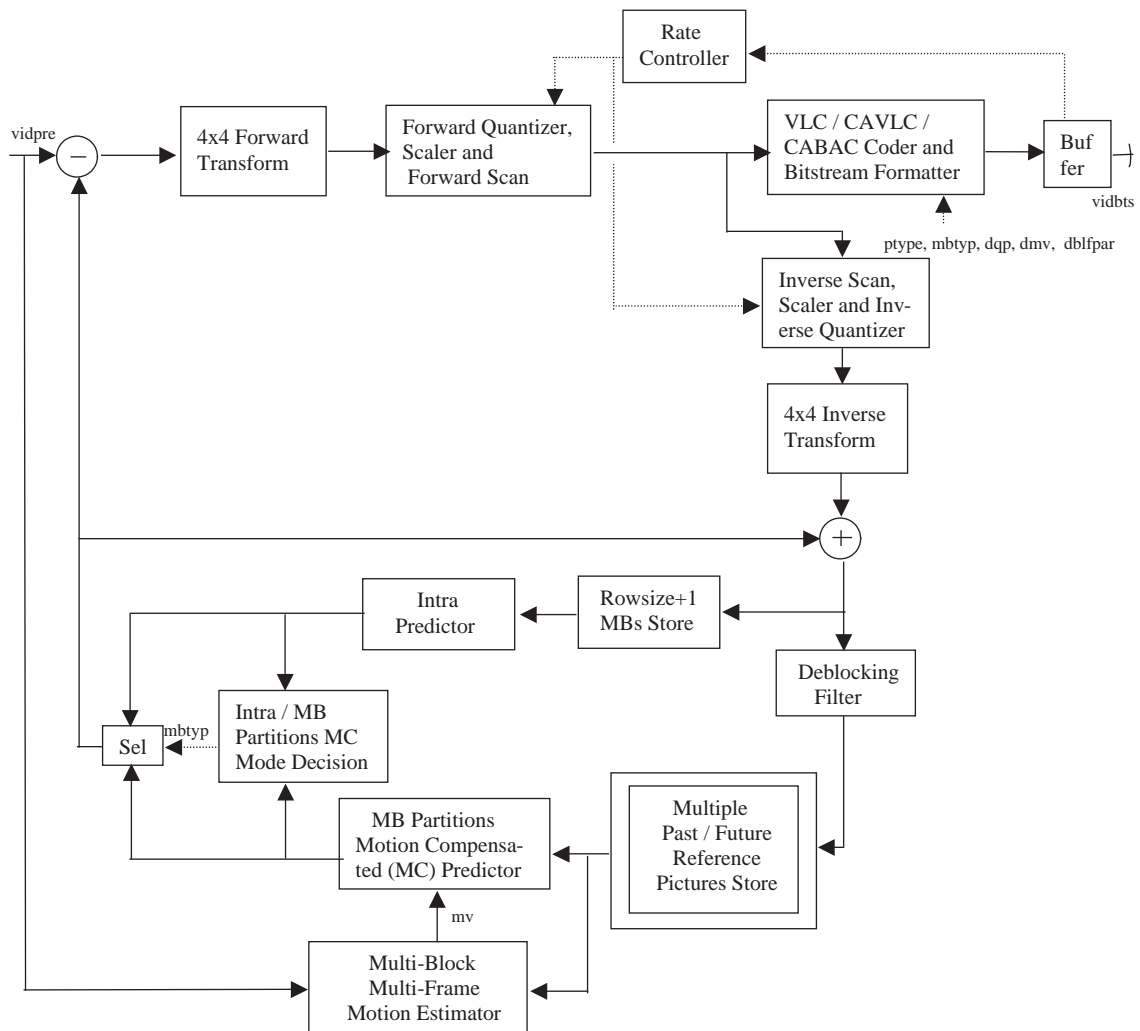 Rate
Controller
vidpre
−
4x4 Forward
Transform
Forward Quantizer,
Scaler and
Forward Scan
VLC / CAVLC /
CABAC Coder and
Bitstream Formatter
Buf
fer
vidbts
ptype, mbtyp, dqp, dmv, dblfpar
Inverse Scan,
Scaler and Inv-
erse Quantizer
4x4 Inverse
Transform
+
Intra
Predictor
Rowsize+1
MBs Store
Deblocking
Filter
Sel
mbtyp
Intra / MB
Partitions MC
Mode Decision
MB Partitions
Motion Compensa-
ted (MC) Predictor
Multiple
Past / Future
Reference
Pictures Store
mv
Multi-Block
Multi-Frame
Motion Estimator